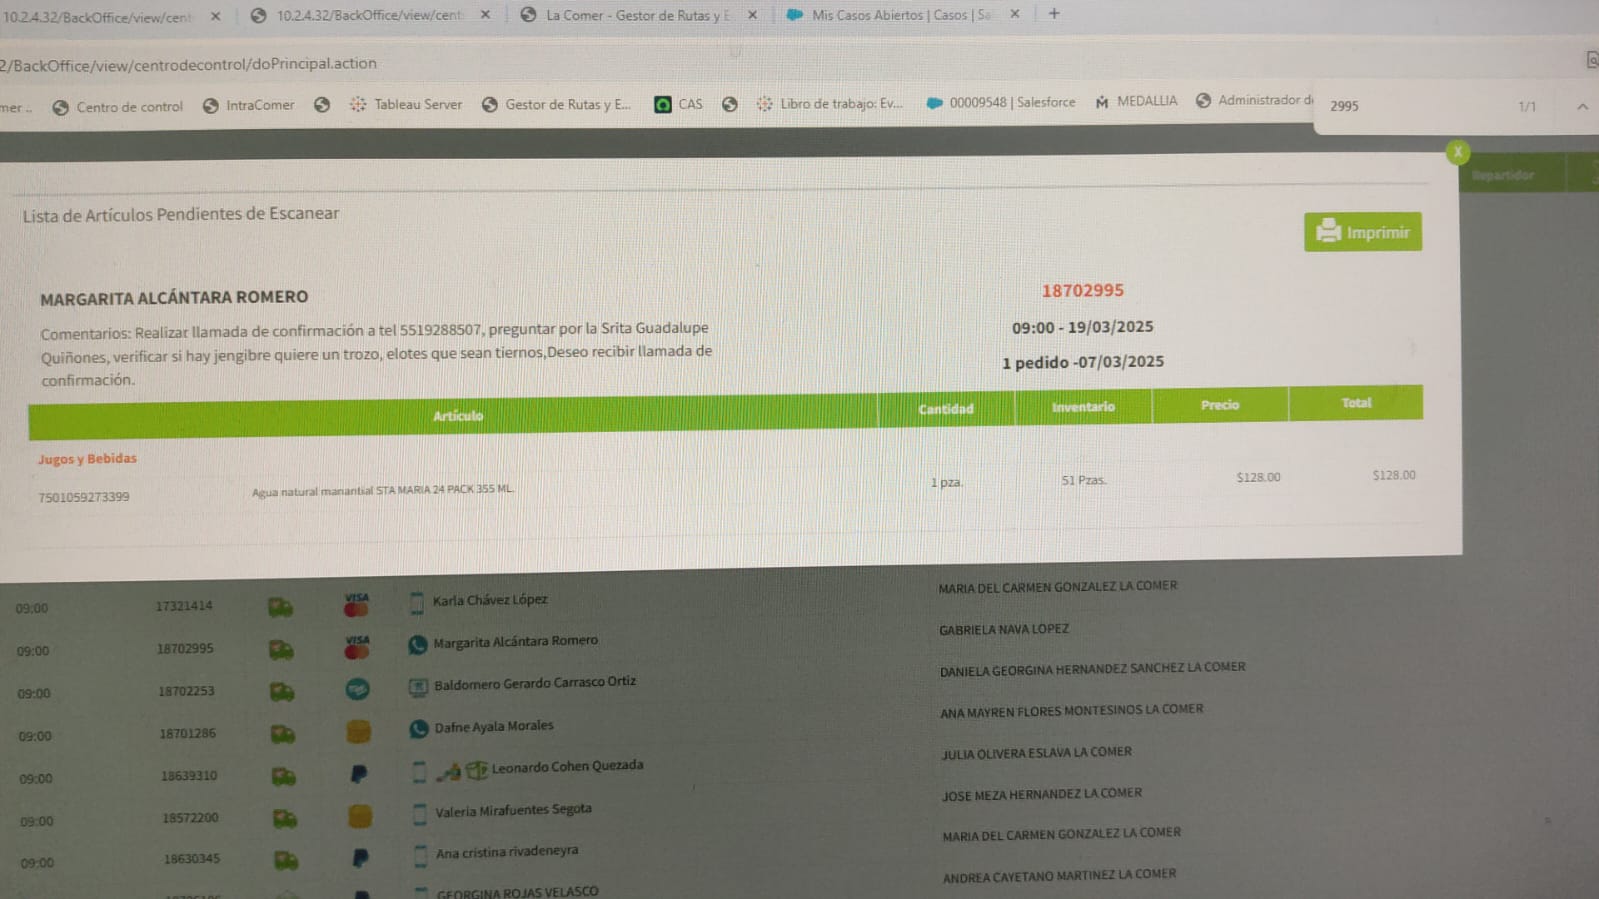 10.2.4.32/BackOffice/view/cent
10.2.4.32/BackOffice/view/cent
La Comer - Gestor de Rutas y E
Mis Casos Abiertos | Casos | Sa
2/BackOffice/view/centrodecontrol/doPrincipal.action
mer... Centro de control IntraComer Tableau Server Gestor de Rutas y E... CAS Libro de trabajo: Ev... 00009548 | Salesforce MEDALLIA Administrador d
2995 1/1
X
Repartidor
Lista de Artículos Pendientes de Escanear
Imprimir
MARGARITA ALCÁNTARA ROMERO
18702995
Comentarios: Realizar llamada de confirmación a tel 5519288507, preguntar por la Srita Guadalupe
Quiñones, verificar si hay jengibre quiere un trozo, elotes que sean tiernos,Deseo recibir llamada de
confirmación.
09:00 - 19/03/2025
1 pedido -07/03/2025
Artículo Cantidad Inventario Precio Total
Jugos y Bebidas
7501059273399 Agua natural manantial STA MARIA 24 PACK 355 ML. 1 pza. 51 Pzas. $128.00 $128.00
09:00 17321414 VISA Karla Chávez López MARIA DEL CARMEN GONZALEZ LA COMER
09:00 18702995 VISA Margarita Alcántara Romero GABRIELA NAVA LOPEZ
09:00 18702253 Baldomero Gerardo Carrasco Ortiz DANIELA GEORGINA HERNANDEZ SANCHEZ LA COMER
09:00 18701286 Dafne Ayala Morales ANA MAYREN FLORES MONTESINOS LA COMER
09:00 18639310 Leonardo Cohen Quezada JULIA OLIVERA ESLAVA LA COMER
09:00 18572200 Valeria Mirafuentes Segota JOSE MEZA HERNANDEZ LA COMER
09:00 18630345 Ana cristina rivadeneyra MARIA DEL CARMEN GONZALEZ LA COMER
GEORGINA ROJAS VELASCO ANDREA CAYETANO MARTINEZ LA COMER